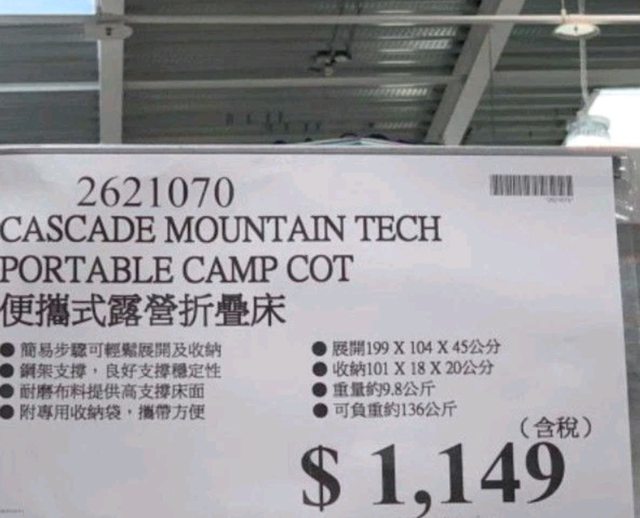 2621070
CASCADE MOUNTAIN TECH
PORTABLE CAMP COT
便攜式露營折疊床
● 簡易步驟可輕鬆展開及收納
● 鋼架支撐，良好支撐穩定性
● 耐磨布料提供高支撐床面
● 附專用收納袋，攜帶方便
● 展開199 X 104 X 45公分
● 收納101 X 18 X 20公分
● 重量約9.8公斤
● 可負重約136公斤
（含稅）
$ 1,149